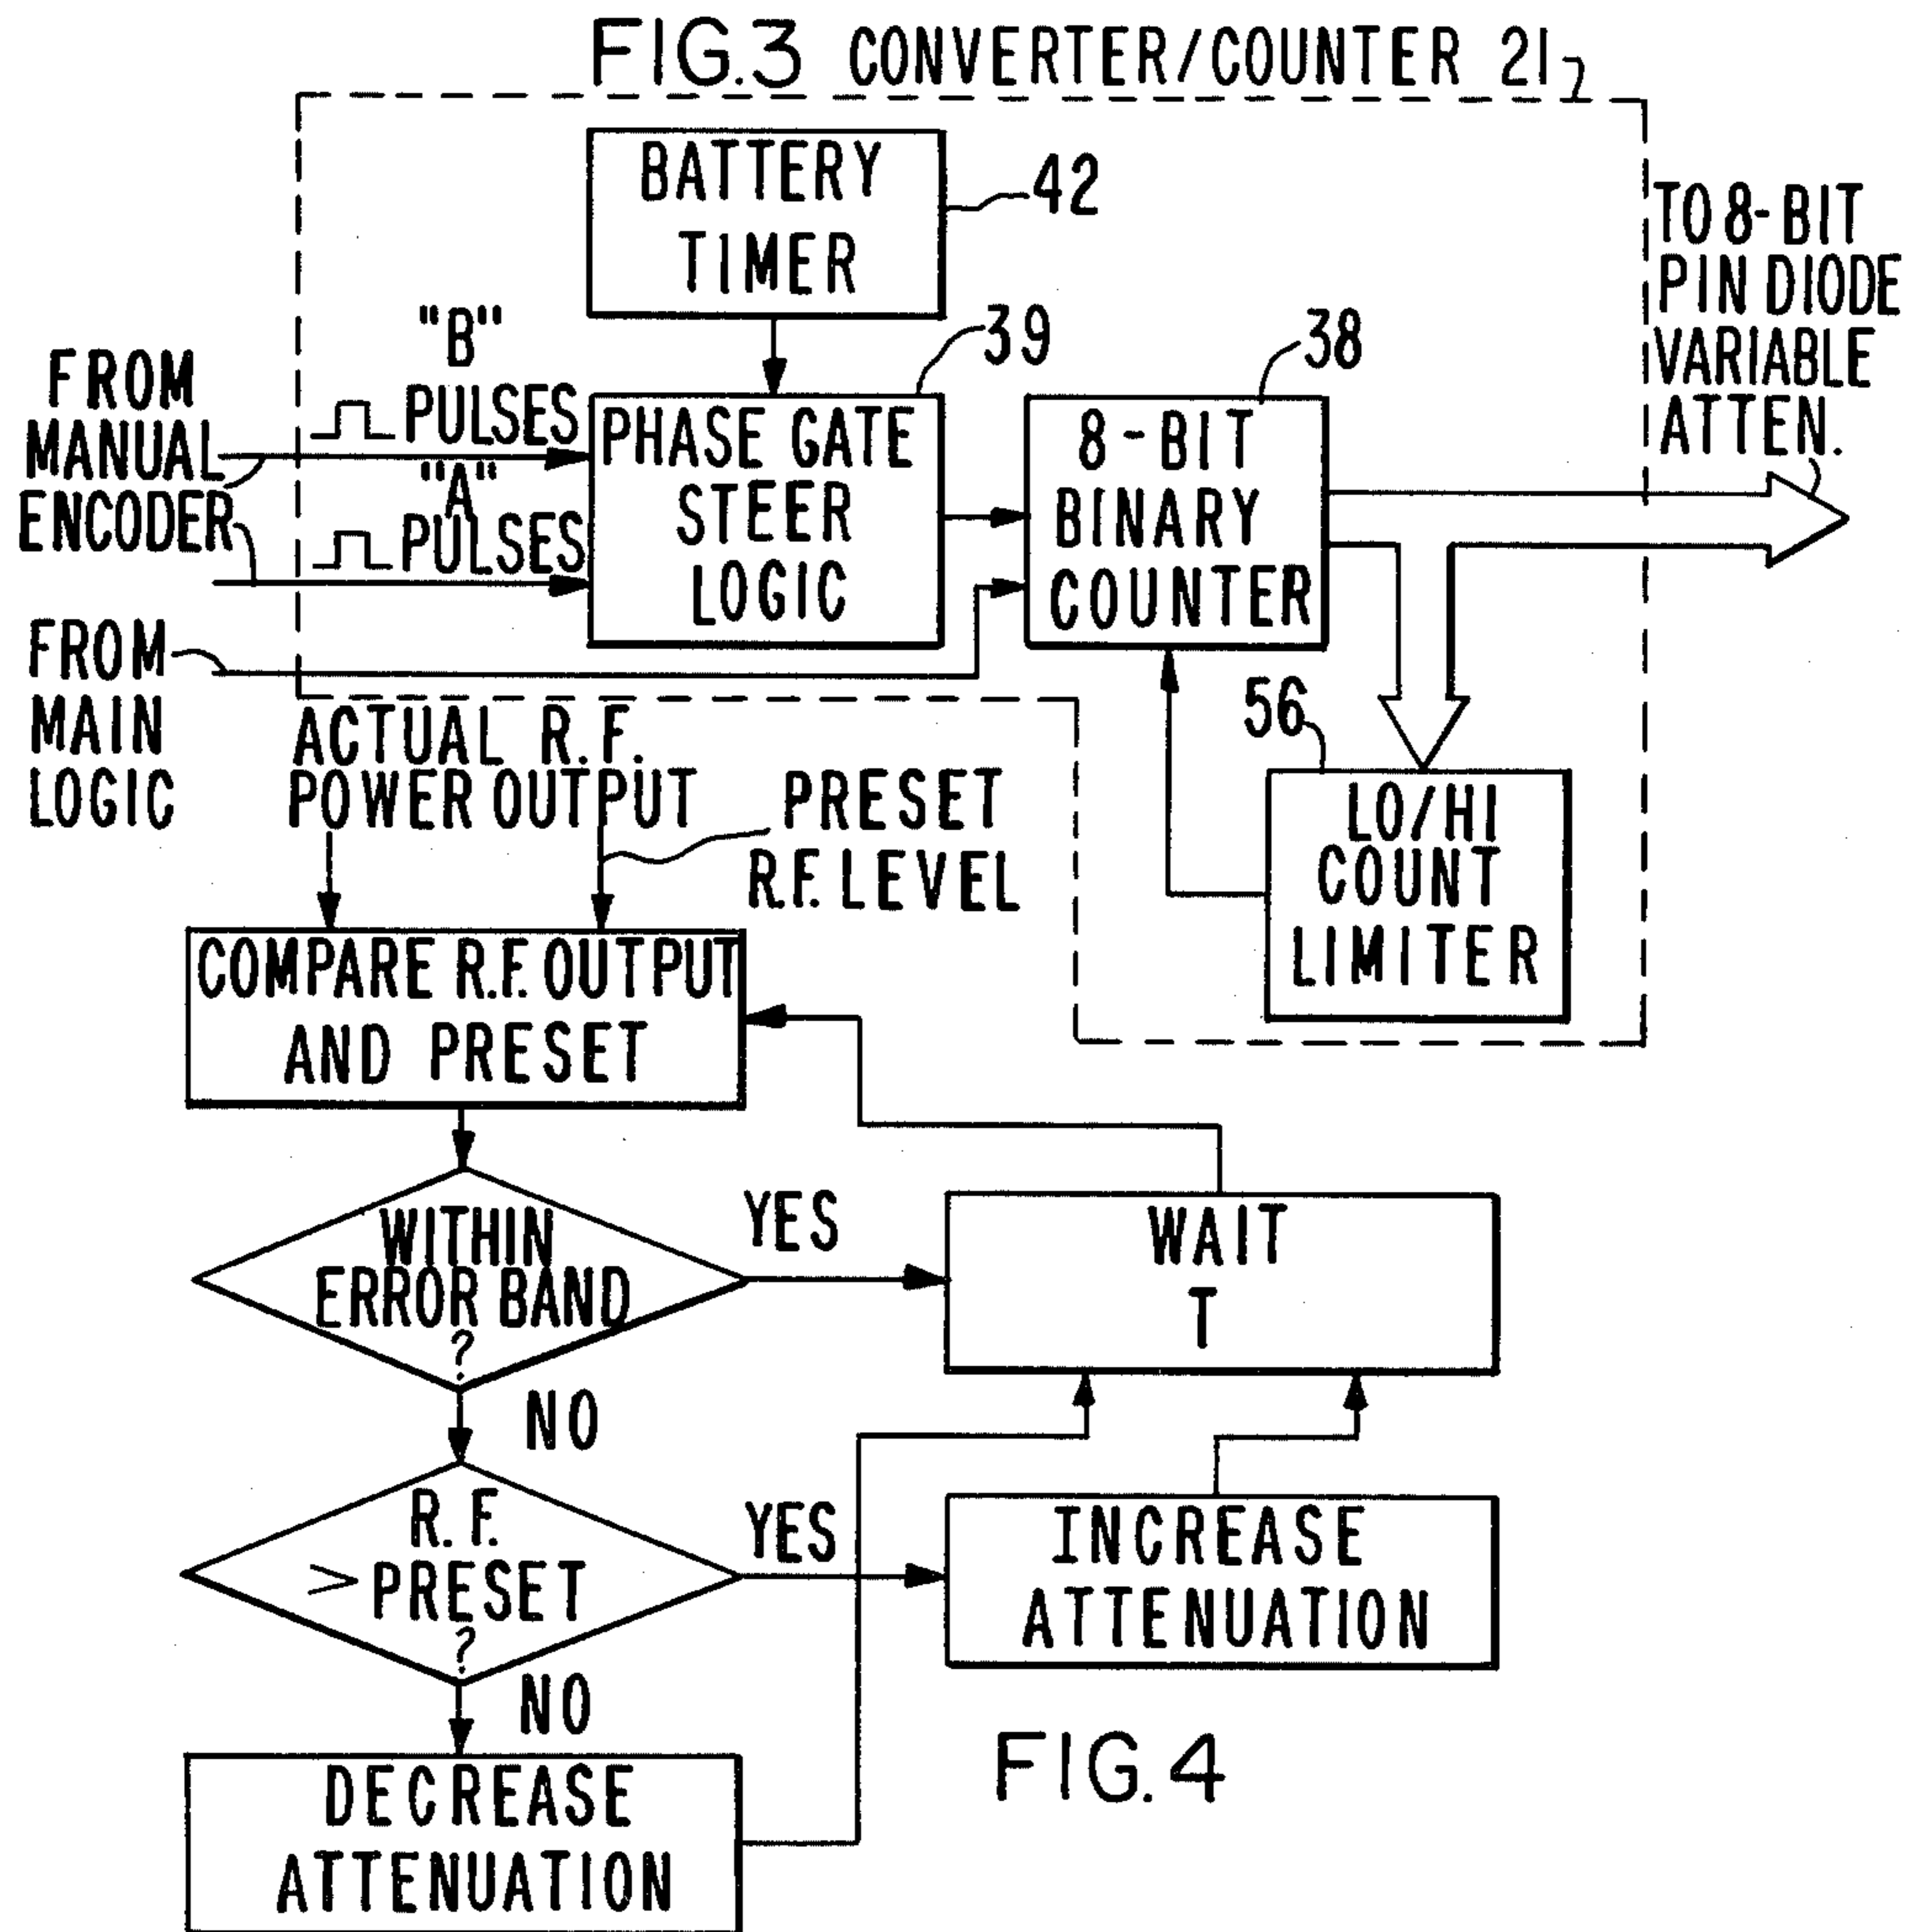 FIG.3 CONVERTER/COUNTER 21
BATTERY
TIMER
42
TO 8-BIT
PIN DIODE
VARIABLE
ATTEN.
FROM
MANUAL
ENCODER
"B"
PULSES
"A"
PULSES
PHASE GATE
STEER
LOGIC
39
8-BIT
BINARY
COUNTER
38
FROM
MAIN
LOGIC
56
LO/HI
COUNT
LIMITER
ACTUAL R.F.
POWER OUTPUT
PRESET
R.F. LEVEL
COMPARE R.F. OUTPUT
AND PRESET
WITHIN
ERROR BAND
?
YES
WAIT
T
NO
R.F.
> PRESET
?
YES
INCREASE
ATTENUATION
NO
DECREASE
ATTENUATION
FIG.4